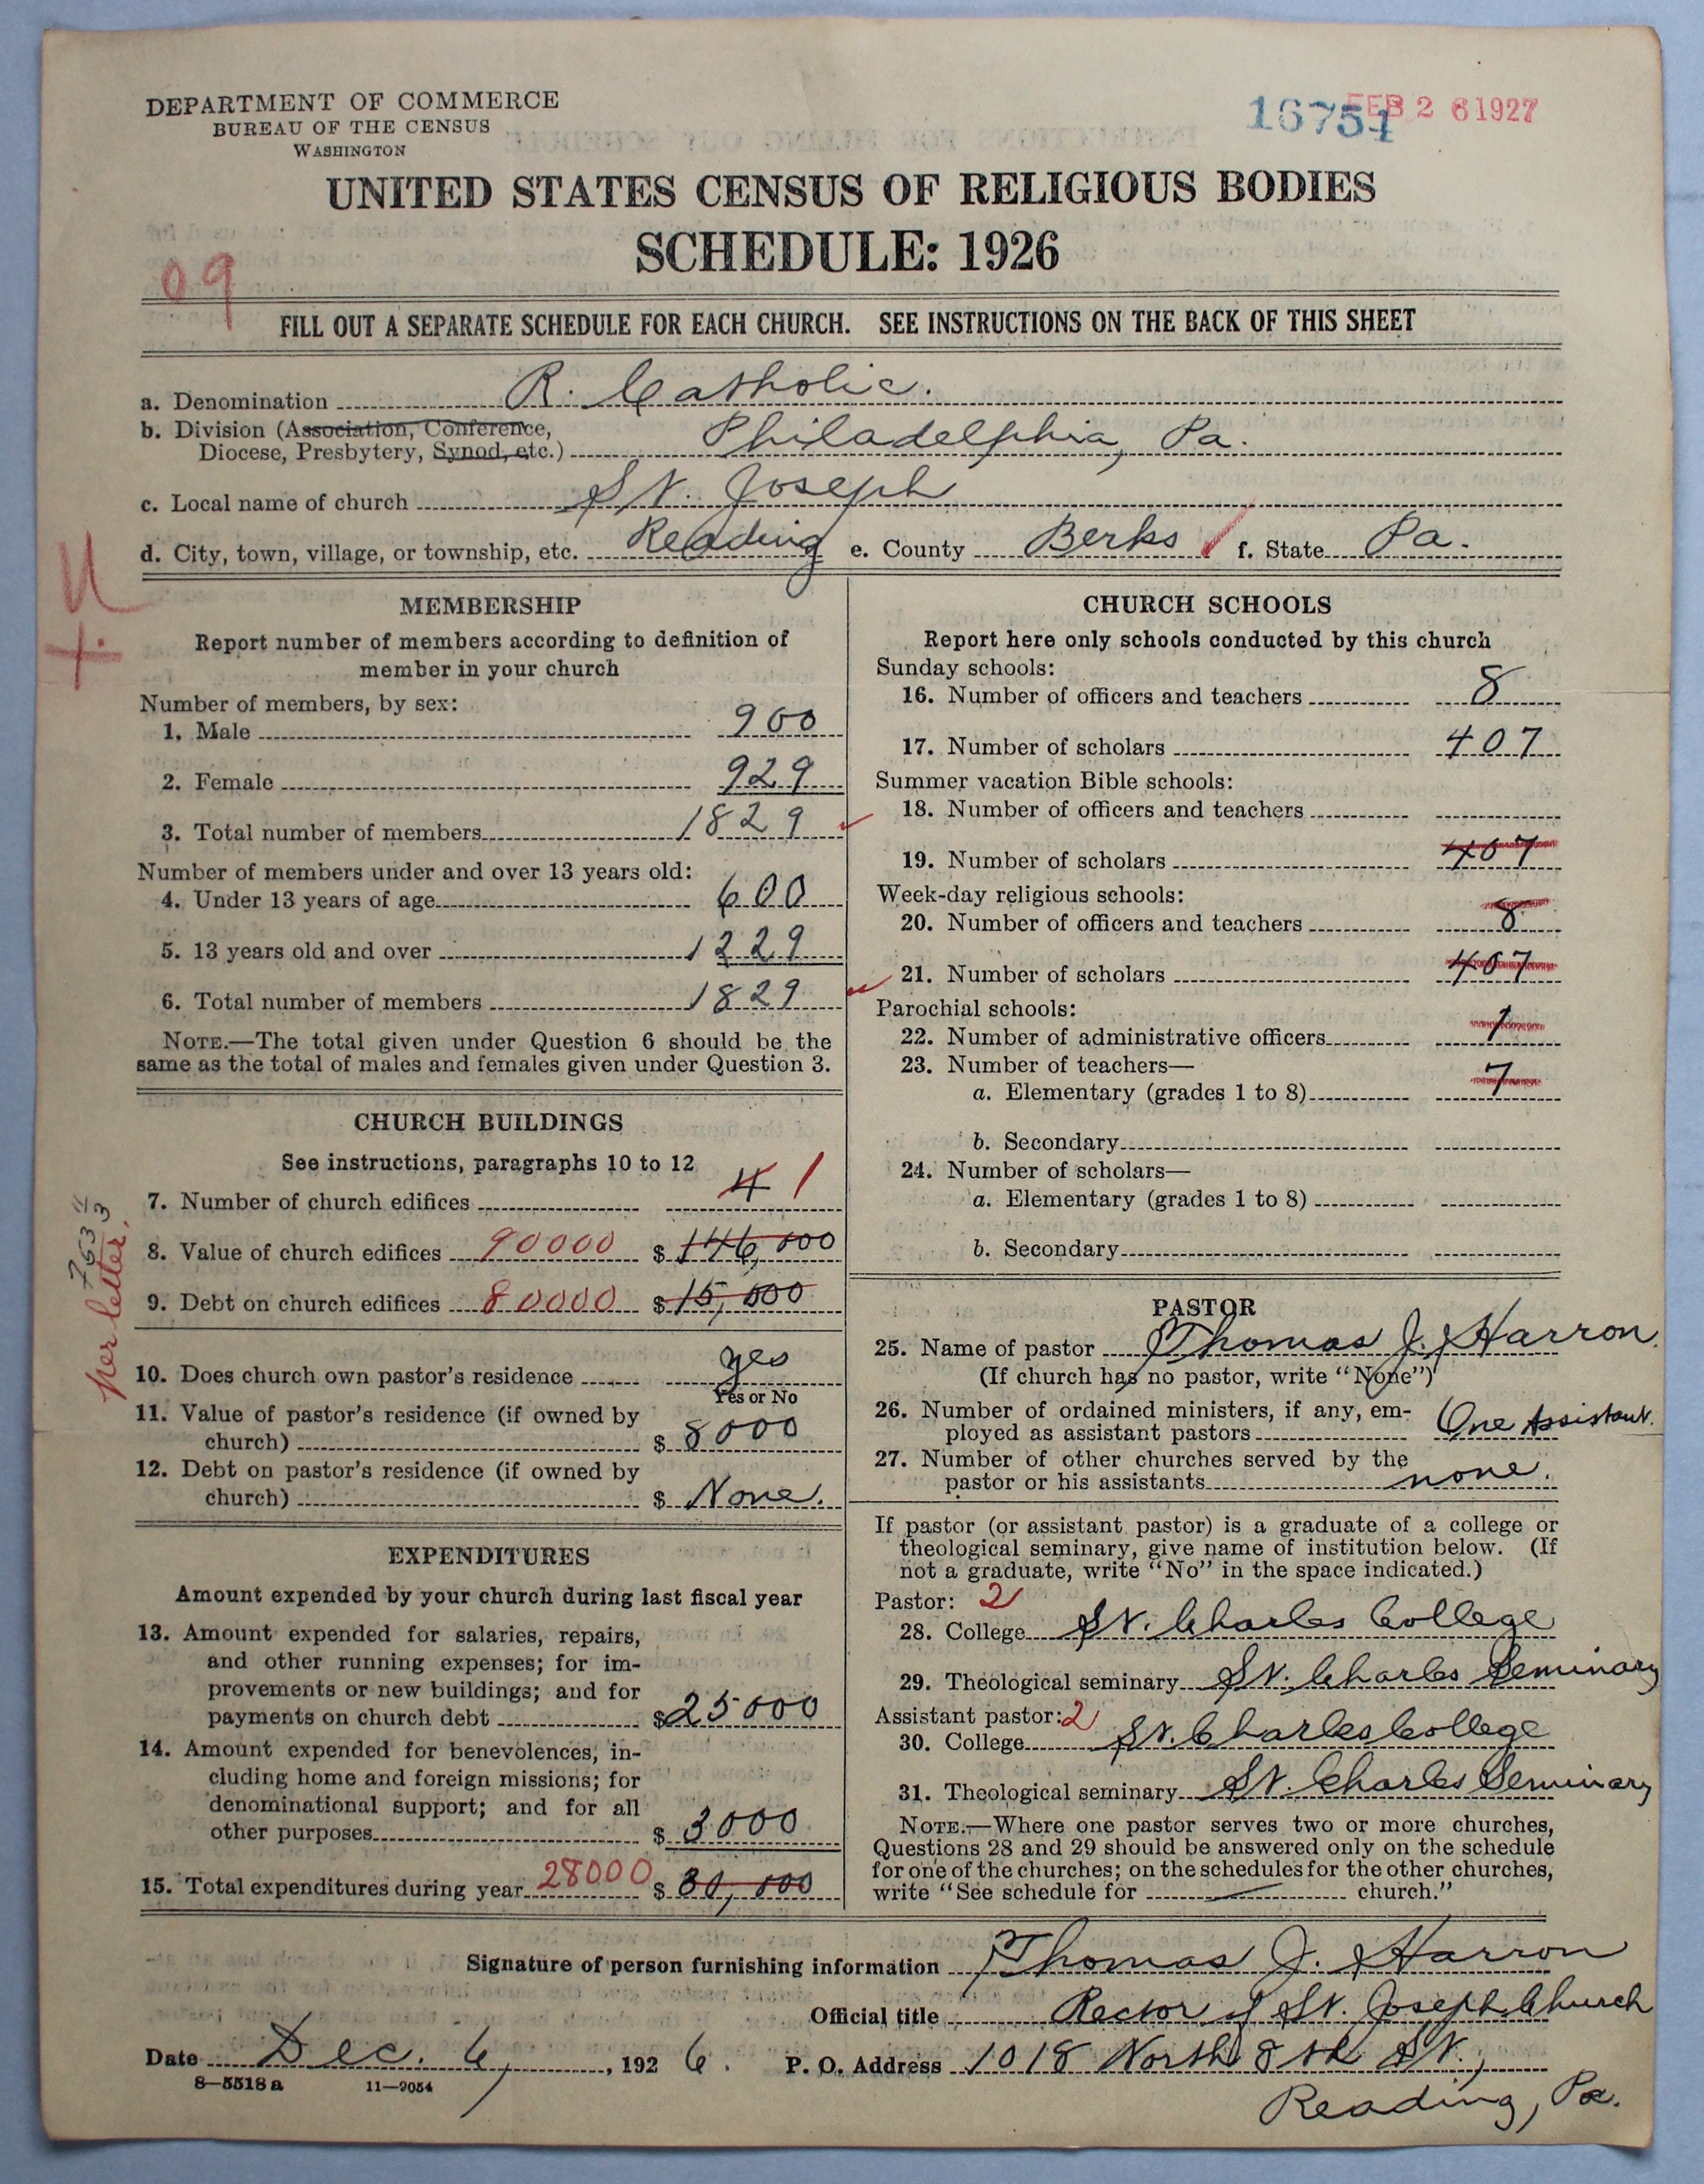 DEPARTMENT OF COMMERCE
BUREAU OF THE CENSUS
WASHINGTON
16751 FEB 26 1927
UNITED STATES CENSUS OF RELIGIOUS BODIES
SCHEDULE: 1926
09
FILL OUT A SEPARATE SCHEDULE FOR EACH CHURCH. SEE INSTRUCTIONS ON THE BACK OF THIS SHEET
a. Denomination R. Catholic.
b. Division (Association, Conference,
Diocese, Presbytery, Synod, etc.) Philadelphia, Pa.
c. Local name of church St. Joseph
d. City, town, village, or township, etc. Reading e. County Berks f. State Pa.
MEMBERSHIP
Report number of members according to definition of
member in your church
Number of members, by sex:
1. Male 900
2. Female 929
3. Total number of members 1829
Number of members under and over 13 years old:
4. Under 13 years of age 600
5. 13 years old and over 1229
6. Total number of members 1829
NOTE.—The total given under Question 6 should be the
same as the total of males and females given under Question 3.
CHURCH BUILDINGS
See instructions, paragraphs 10 to 12
7. Number of church edifices 4 1
8. Value of church edifices 90000 $ 146,000
9. Debt on church edifices 80000 $ 15,000
per letter
10. Does church own pastor's residence yes
Yes or No
11. Value of pastor's residence (if owned by
church) $ 8000
12. Debt on pastor's residence (if owned by
church) $ None.
EXPENDITURES
Amount expended by your church during last fiscal year
13. Amount expended for salaries, repairs,
and other running expenses; for im-
provements or new buildings; and for
payments on church debt $ 25000
14. Amount expended for benevolences, in-
cluding home and foreign missions; for
denominational support; and for all
other purposes $ 3000
15. Total expenditures during year 28000 $ 30,000
CHURCH SCHOOLS
Report here only schools conducted by this church
Sunday schools:
16. Number of officers and teachers 8
17. Number of scholars 407
Summer vacation Bible schools:
18. Number of officers and teachers
19. Number of scholars 407
Week-day religious schools:
20. Number of officers and teachers 8
21. Number of scholars 407
Parochial schools:
22. Number of administrative officers 1
23. Number of teachers—
a. Elementary (grades 1 to 8) 7
b. Secondary
24. Number of scholars—
a. Elementary (grades 1 to 8)
b. Secondary
PASTOR
25. Name of pastor Thomas J. Harron.
(If church has no pastor, write "None")
26. Number of ordained ministers, if any, em-
ployed as assistant pastors One Assistant.
27. Number of other churches served by the
pastor or his assistants none.
If pastor (or assistant pastor) is a graduate of a college or
theological seminary, give name of institution below. (If
not a graduate, write "No" in the space indicated.)
Pastor: 2
28. College St. Charles College
29. Theological seminary St. Charles Seminary
Assistant pastor: 2
30. College St. Charles College
31. Theological seminary St. Charles Seminary
NOTE.—Where one pastor serves two or more churches,
Questions 28 and 29 should be answered only on the schedule
for one of the churches; on the schedules for the other churches,
write "See schedule for church."
Signature of person furnishing information Thomas J. Harron
Official title Rector of St. Joseph Church
Date Dec. 6, 1926. P. O. Address 1018 North 8th St.,
8—5518a 11—9054
Reading, Pa.